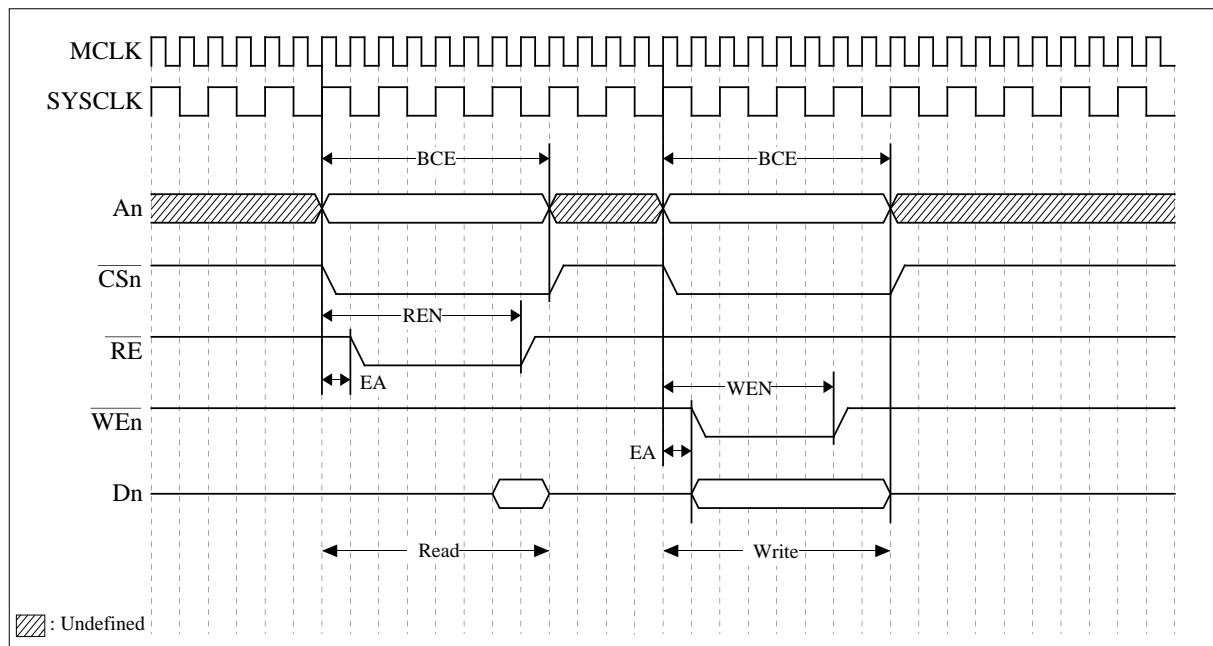 MCLK
SYSCLK
BCE BCE
An
CSn
REN
RE
EA
WEN
WEn
EA
Dn
Read Write
: Undefined